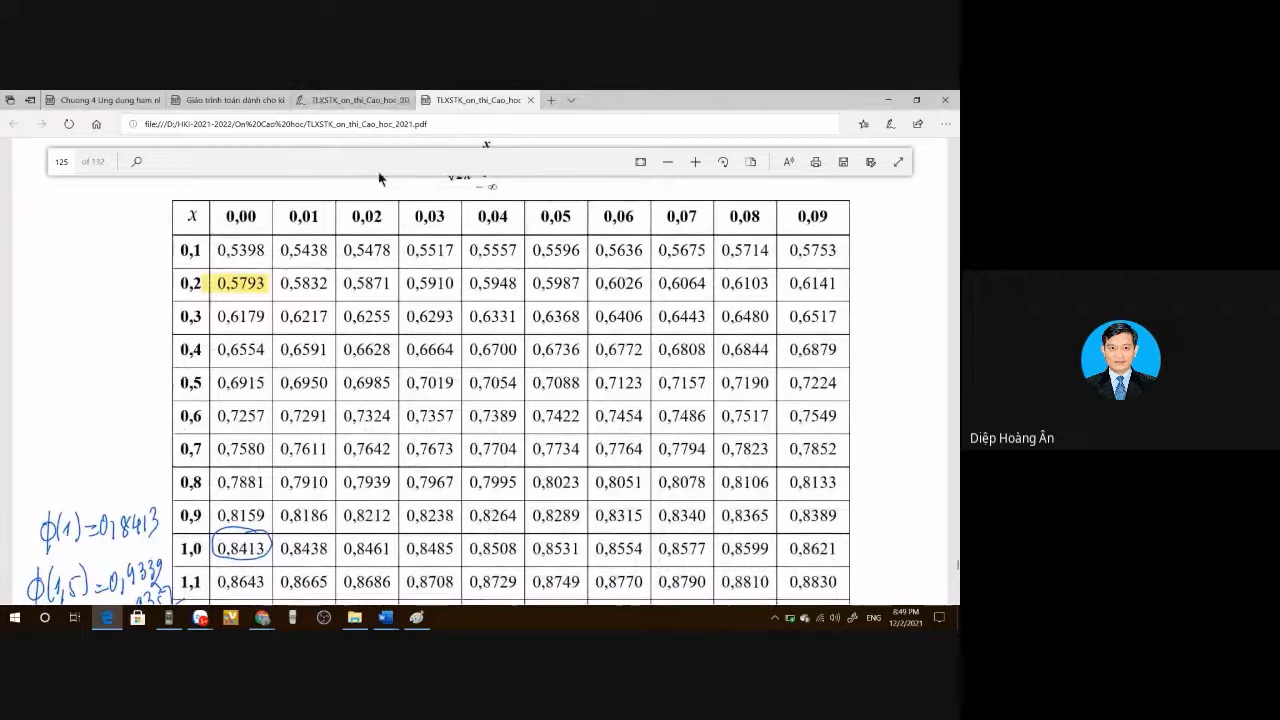 Chuong 4 Ung dung ham nl
Giáo trình toán dành cho ki
TLXSTK_on_thi_Cao_hoc_20
TLXSTK_on_thi_Cao_hoc
file:///D:/HKI-2021-2022/On%20Cao%20hoc/TLXSTK_on_thi_Cao_hoc_2021.pdf
x
125 of 132
− ∞
x 0,00 0,01 0,02 0,03 0,04 0,05 0,06 0,07 0,08 0,09
0,1 0,5398 0,5438 0,5478 0,5517 0,5557 0,5596 0,5636 0,5675 0,5714 0,5753
0,2 0,5793 0,5832 0,5871 0,5910 0,5948 0,5987 0,6026 0,6064 0,6103 0,6141
0,3 0,6179 0,6217 0,6255 0,6293 0,6331 0,6368 0,6406 0,6443 0,6480 0,6517
0,4 0,6554 0,6591 0,6628 0,6664 0,6700 0,6736 0,6772 0,6808 0,6844 0,6879
0,5 0,6915 0,6950 0,6985 0,7019 0,7054 0,7088 0,7123 0,7157 0,7190 0,7224
0,6 0,7257 0,7291 0,7324 0,7357 0,7389 0,7422 0,7454 0,7486 0,7517 0,7549
0,7 0,7580 0,7611 0,7642 0,7673 0,7704 0,7734 0,7764 0,7794 0,7823 0,7852
0,8 0,7881 0,7910 0,7939 0,7967 0,7995 0,8023 0,8051 0,8078 0,8106 0,8133
0,9 0,8159 0,8186 0,8212 0,8238 0,8264 0,8289 0,8315 0,8340 0,8365 0,8389
1,0 0,8413 0,8438 0,8461 0,8485 0,8508 0,8531 0,8554 0,8577 0,8599 0,8621
1,1 0,8643 0,8665 0,8686 0,8708 0,8729 0,8749 0,8770 0,8790 0,8810 0,8830
ϕ(1)=0,8413
ϕ(1,5)=0,9332
Diệp Hoàng Ân
ENG
8:49 PM
12/2/2021